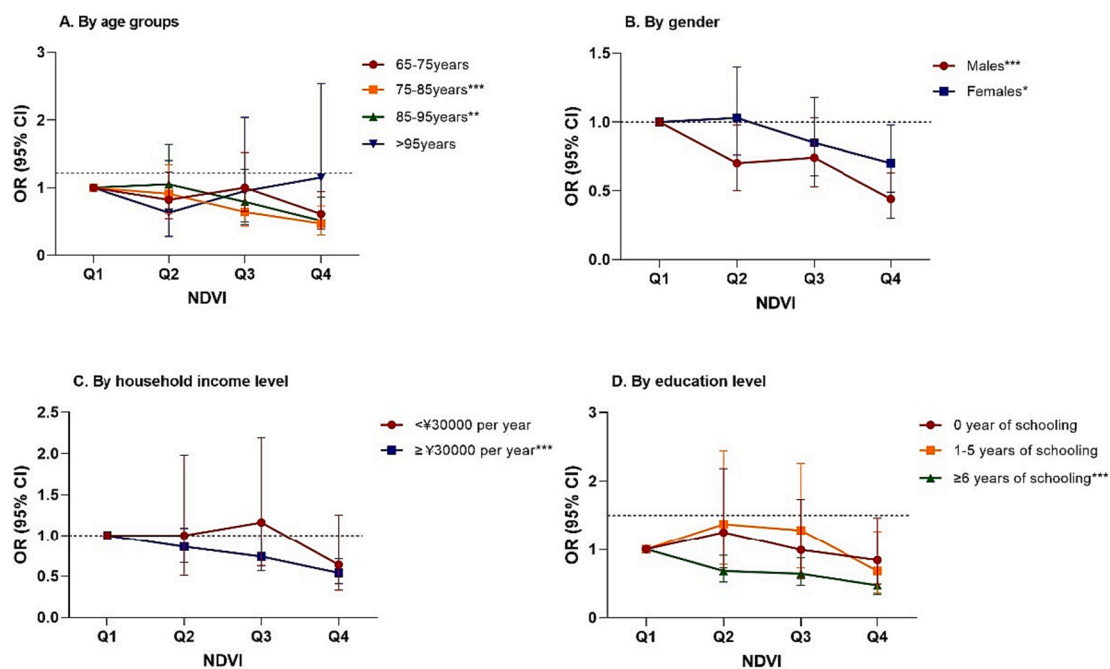 A. By age groups
OR (95% CI)
3
2
1
0
Q1 Q2 Q3 Q4
NDVI
65-75years
75-85years***
85-95years**
>95years
B. By gender
OR (95% CI)
1.5
1.0
0.5
0.0
Q1 Q2 Q3 Q4
NDVI
Males***
Females*
C. By household income level
OR (95% CI)
2.5
2.0
1.5
1.0
0.5
0.0
Q1 Q2 Q3 Q4
NDVI
<¥30000 per year
≥ ¥30000 per year***
D. By education level
OR (95% CI)
3
2
1
0
Q1 Q2 Q3 Q4
NDVI
0 year of schooling
1-5 years of schooling
≥6 years of schooling***